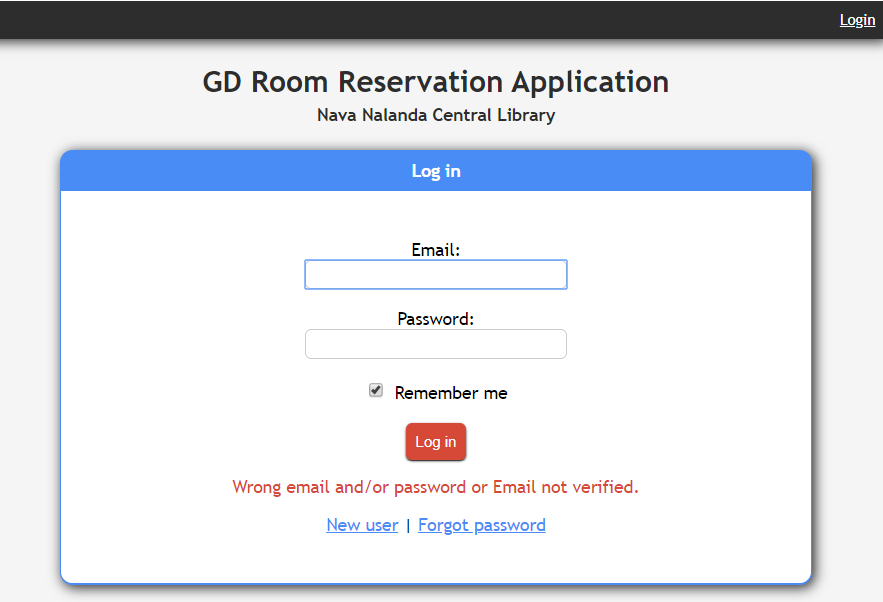 Login
GD Room Reservation Application
Nava Nalanda Central Library
Log in
Email:
Password:
Remember me
Log in
Wrong email and/or password or Email not verified.
New user | Forgot password